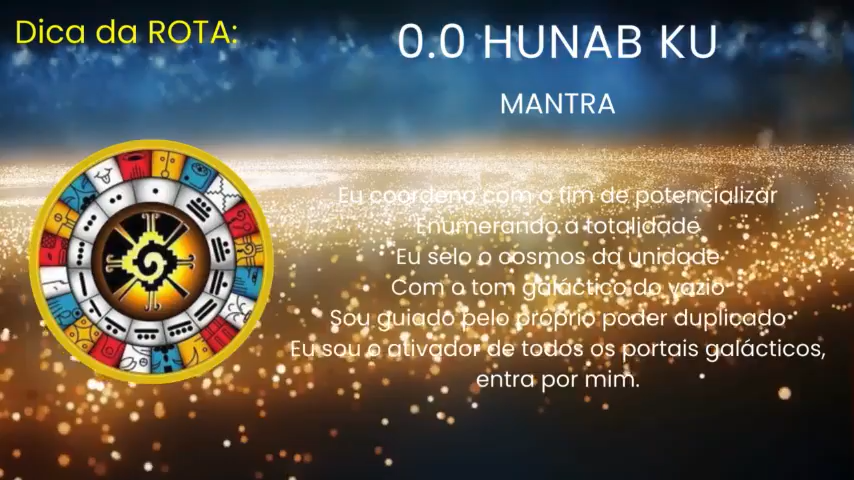 Dica da ROTA:
0.0 HUNAB KU
MANTRA
Eu coordeno com o fim de potencializar
Enumerando a totalidade
Eu selo o cosmos da unidade
Com o tom galáctico do vazio
Sou guiado pelo próprio poder duplicado
Eu sou o ativador de todos os portais galácticos,
entra por mim.